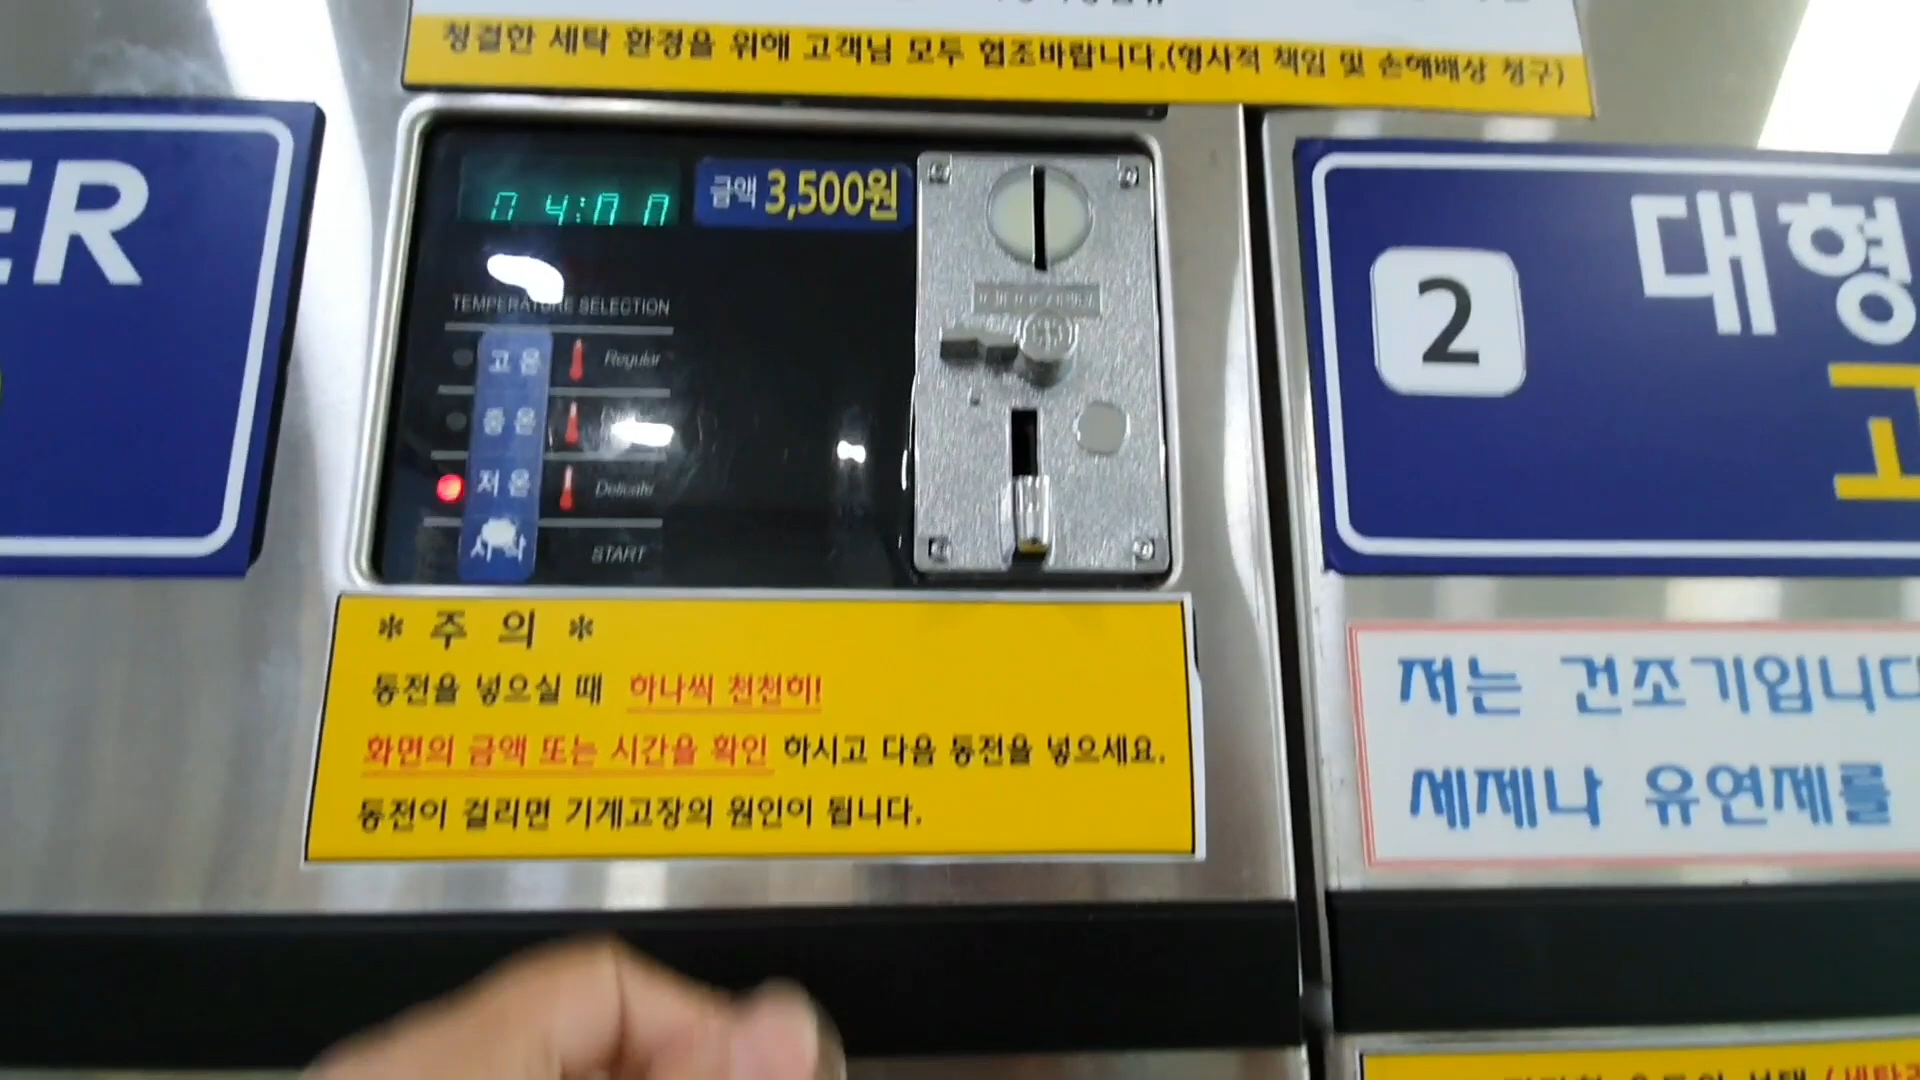 청결한 세탁 환경을 위해 고객님 모두 협조바랍니다.(형사적 책임 및 손해배상 청구)
ER
04:00
금액 3,500원
TEMPERATURE SELECTION
고온 Regular
중온
저온 Delicate
시작 START
* 주 의 *
동전을 넣으실 때 하나씩 천천히!
화면의 금액 또는 시간을 확인 하시고 다음 동전을 넣으세요.
동전이 걸리면 기계고장의 원인이 됩니다.
2 대형
저는 건조기입니다
세제나 유연제를